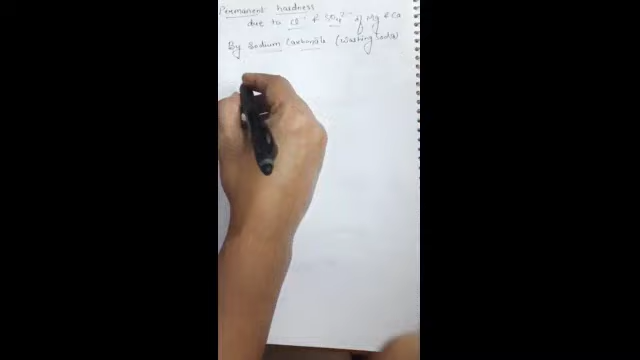 Permanent hardness
due to Cl⁻ & SO₄²⁻ of Mg & Ca
By Sodium Carbonate (washing soda)